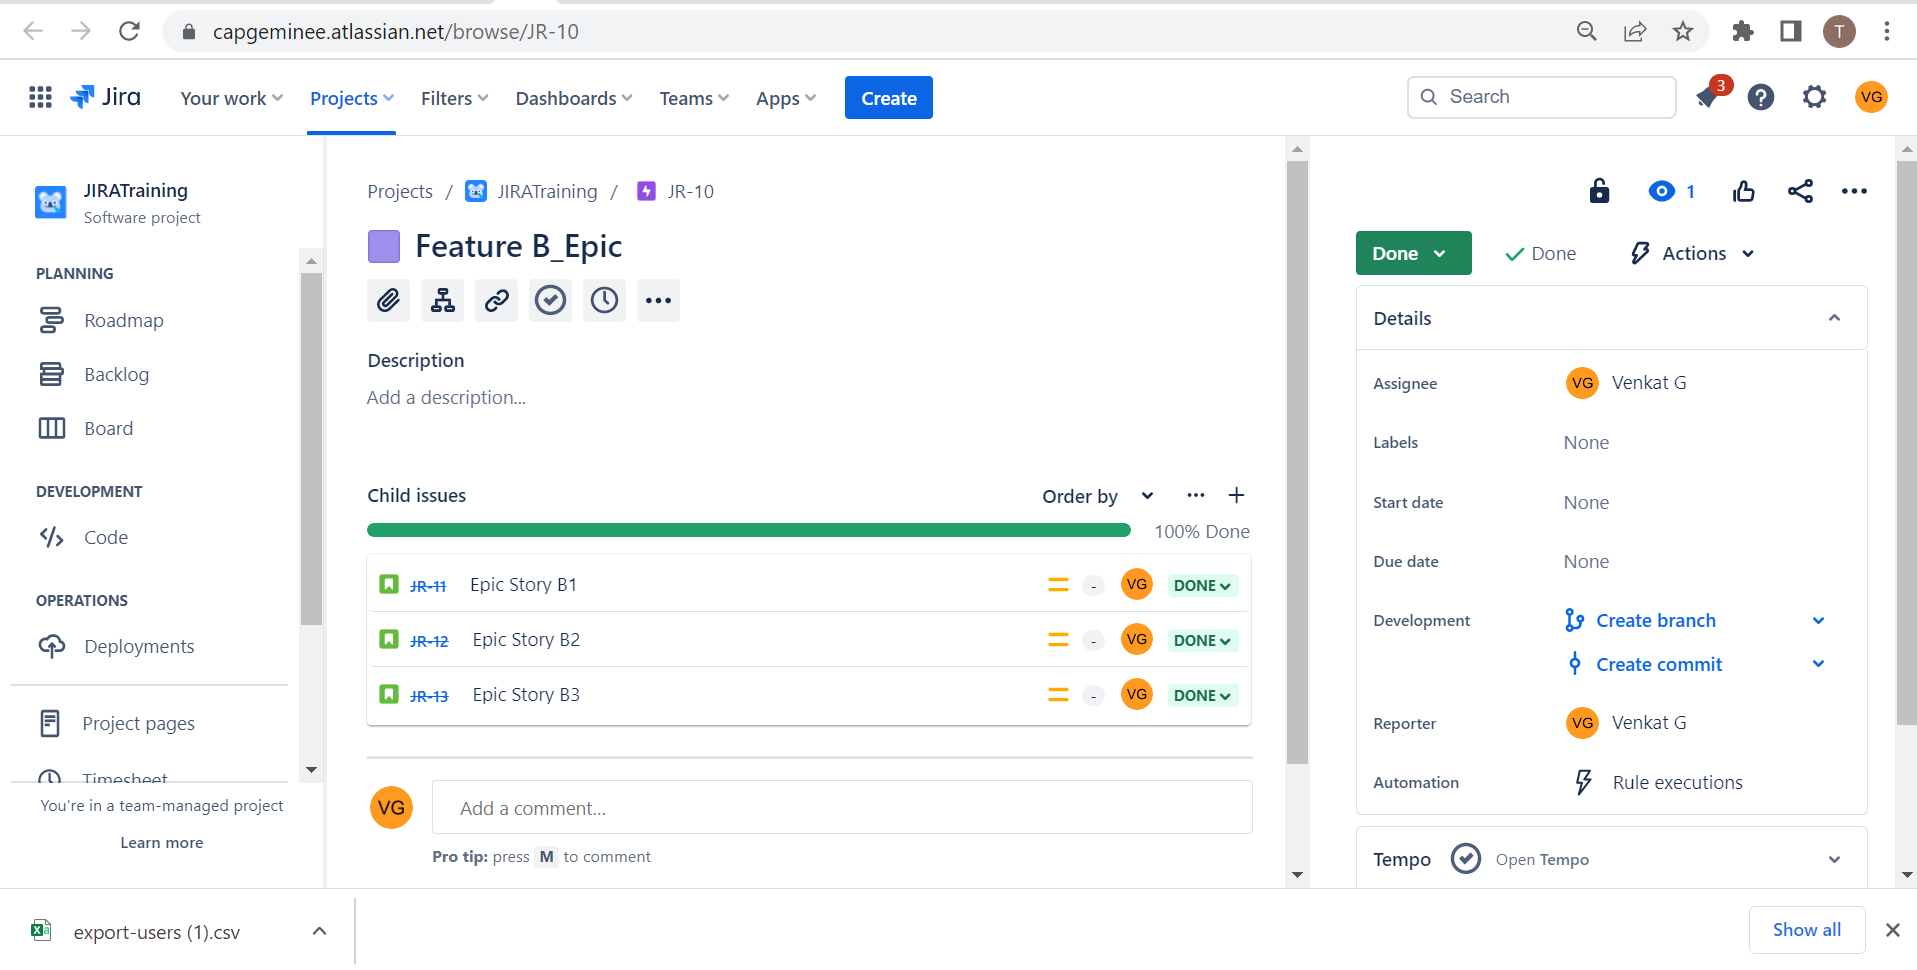 capgeminee.atlassian.net/browse/JR-10
T
Jira
Your work
Projects
Filters
Dashboards
Teams
Apps
Create
Search
3
VG
JIRATraining
Software project
PLANNING
Roadmap
Backlog
Board
DEVELOPMENT
Code
OPERATIONS
Deployments
Project pages
Timesheet
You're in a team-managed project
Learn more
Projects / JIRATraining / JR-10
Feature B_Epic
Description
Add a description...
Child issues
Order by
100% Done
JR-11 Epic Story B1 - VG DONE
JR-12 Epic Story B2 - VG DONE
JR-13 Epic Story B3 - VG DONE
VG
Add a comment...
Pro tip: press M to comment
1
Done
Done
Actions
Details
Assignee VG Venkat G
Labels None
Start date None
Due date None
Development Create branch
Create commit
Reporter VG Venkat G
Automation Rule executions
Tempo Open Tempo
export-users (1).csv
Show all